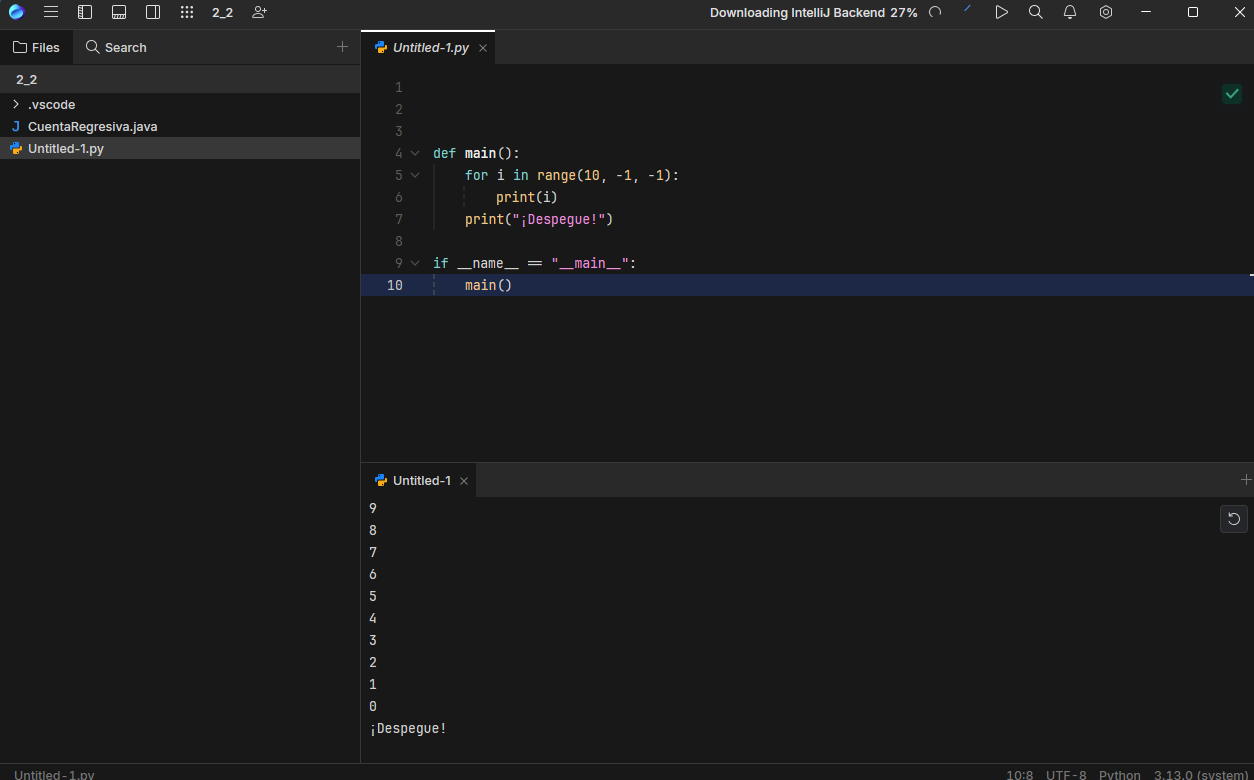 2_2
Downloading IntelliJ Backend 27%
Files
Search
2_2
.vscode
CuentaRegresiva.java
Untitled-1.py
Untitled-1.py
1
2
3
4 def main():
5 for i in range(10, -1, -1):
6 print(i)
7 print("¡Despegue!")
8
9 if __name__ == "__main__":
10 main()
Untitled-1
9
8
7
6
5
4
3
2
1
0
¡Despegue!
Untitled-1.py
10:8 UTF-8 Python 3.13.0 (system)